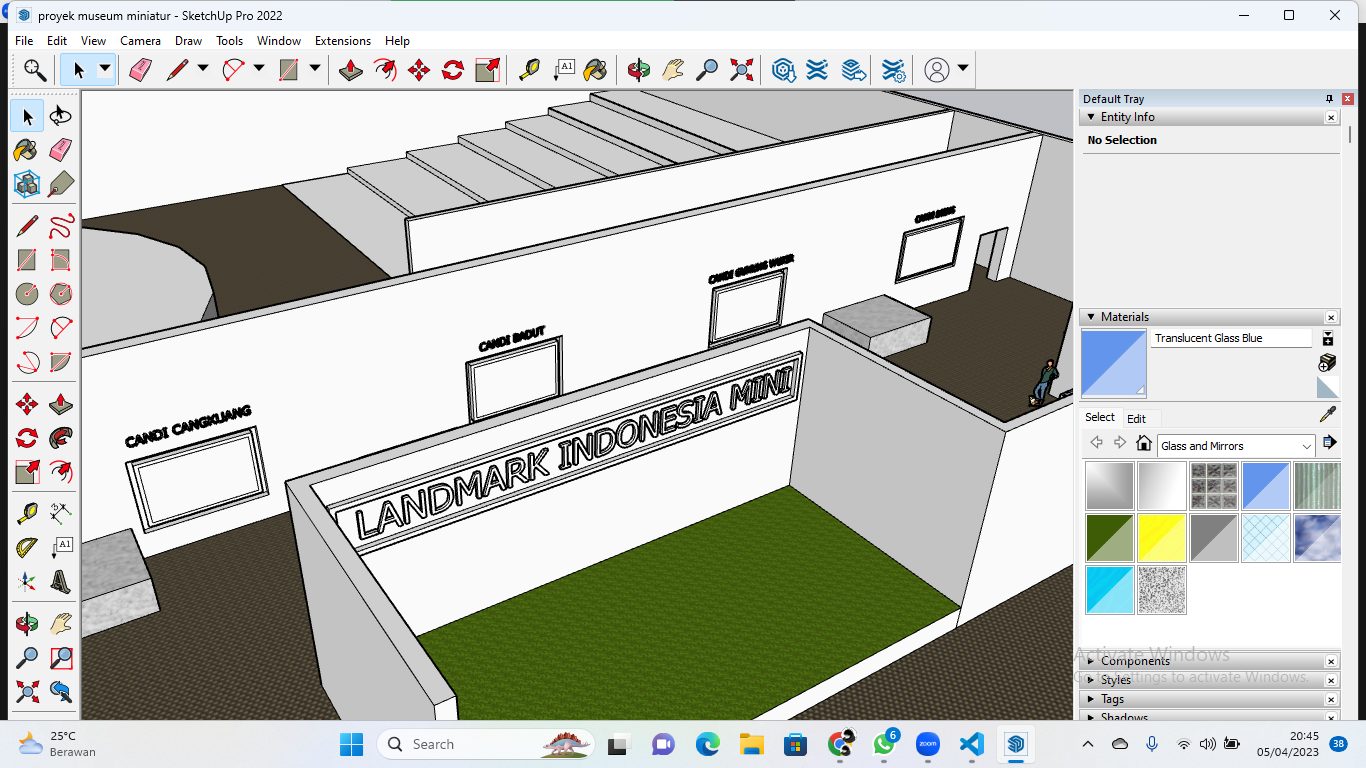 proyek museum miniatur - SketchUp Pro 2022
File Edit View Camera Draw Tools Window Extensions Help
A1
Default Tray
Entity Info
No Selection
Materials
Translucent Glass Blue
Select Edit
Glass and Mirrors
A1
CANDI GUNUNG WUKIR
CANDI BADUT
CANDI CANGKUANG
LANDMARK INDONESIA MINI
Activate Windows
Go to Settings to activate Windows.
Components
Styles
Tags
Shadows
25°C
Berawan
Search
6
zoom
20:45
05/04/2023
38